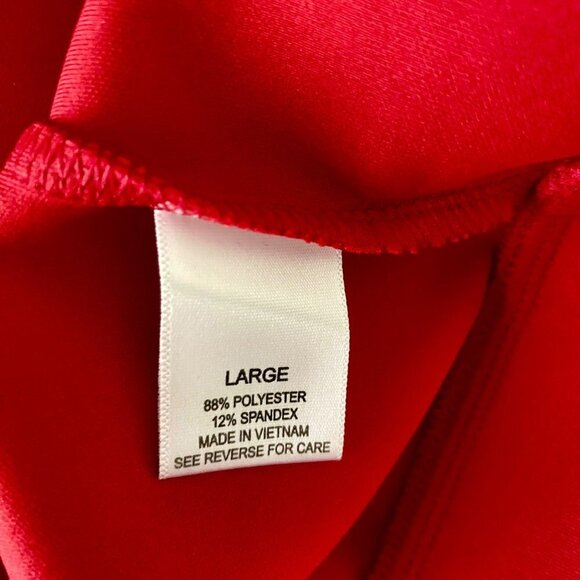 LARGE
88% POLYESTER
12% SPANDEX
MADE IN VIETNAM
SEE REVERSE FOR CARE